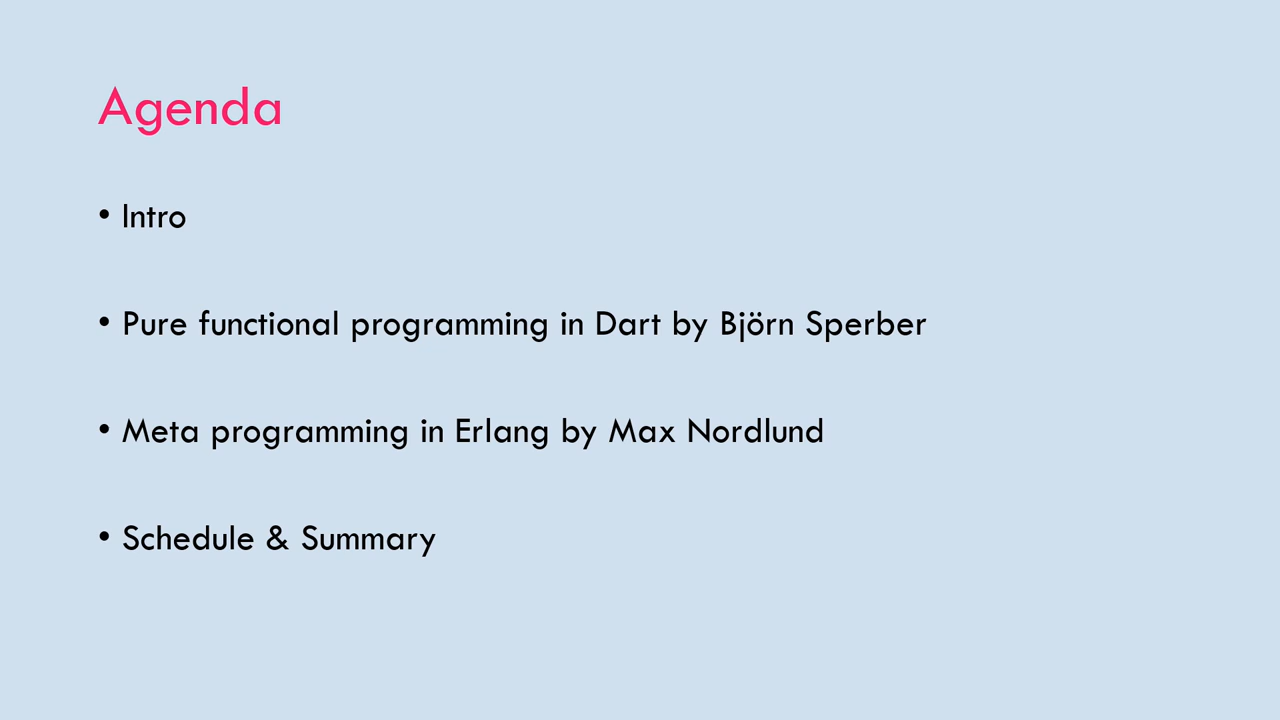 Agenda
• Intro
• Pure functional programming in Dart by Björn Sperber
• Meta programming in Erlang by Max Nordlund
• Schedule & Summary